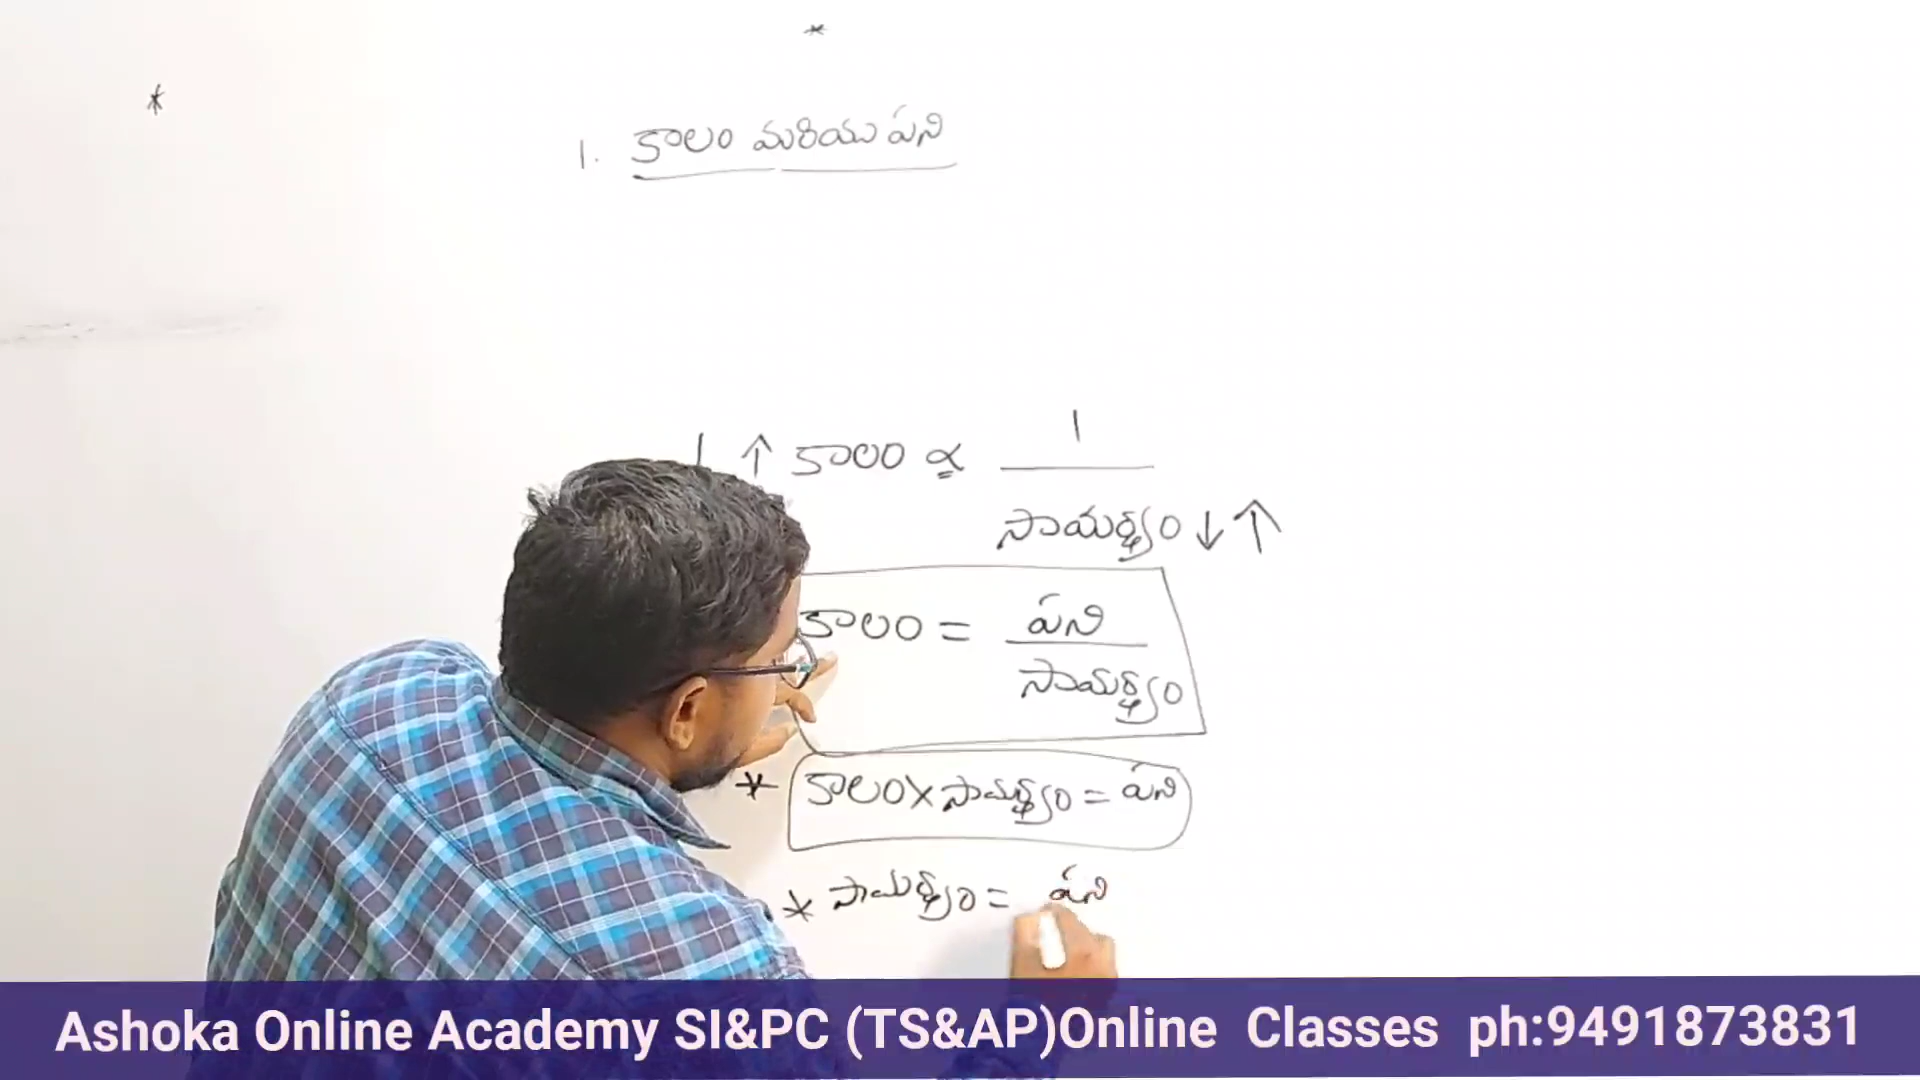 *
*
1. కాలం మరియు పని
↓ ↑ కాలం ∝ 1 / సామర్థ్యం ↓ ↑
కాలం = పని / సామర్థ్యం
* కాలం × సామర్థ్యం = పని
* సామర్థ్యం = పని
Ashoka Online Academy SI&PC (TS&AP)Online Classes ph:9491873831